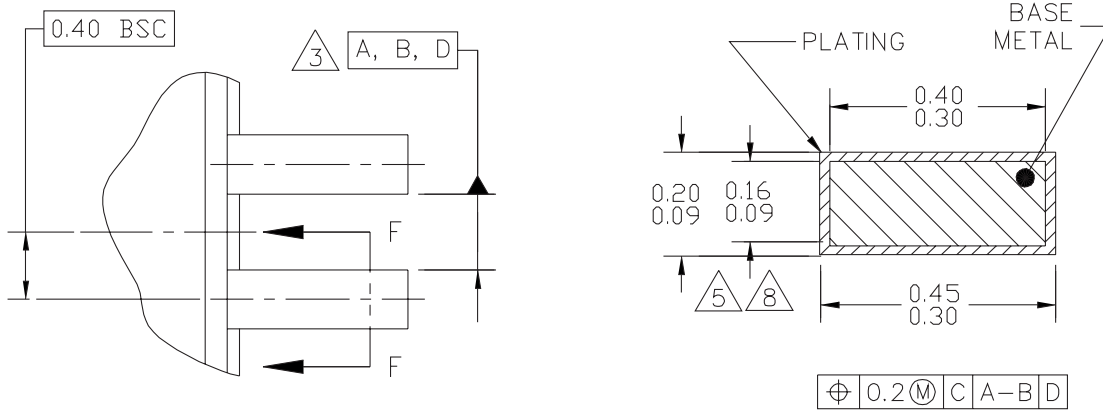 0.40 BSC
3
A, B, D
F
F
PLATING
BASE
METAL
0.40
0.30
0.20
0.09
0.16
0.09
5
8
0.45
0.30
⌖ 0.2 Ⓜ C A-B D